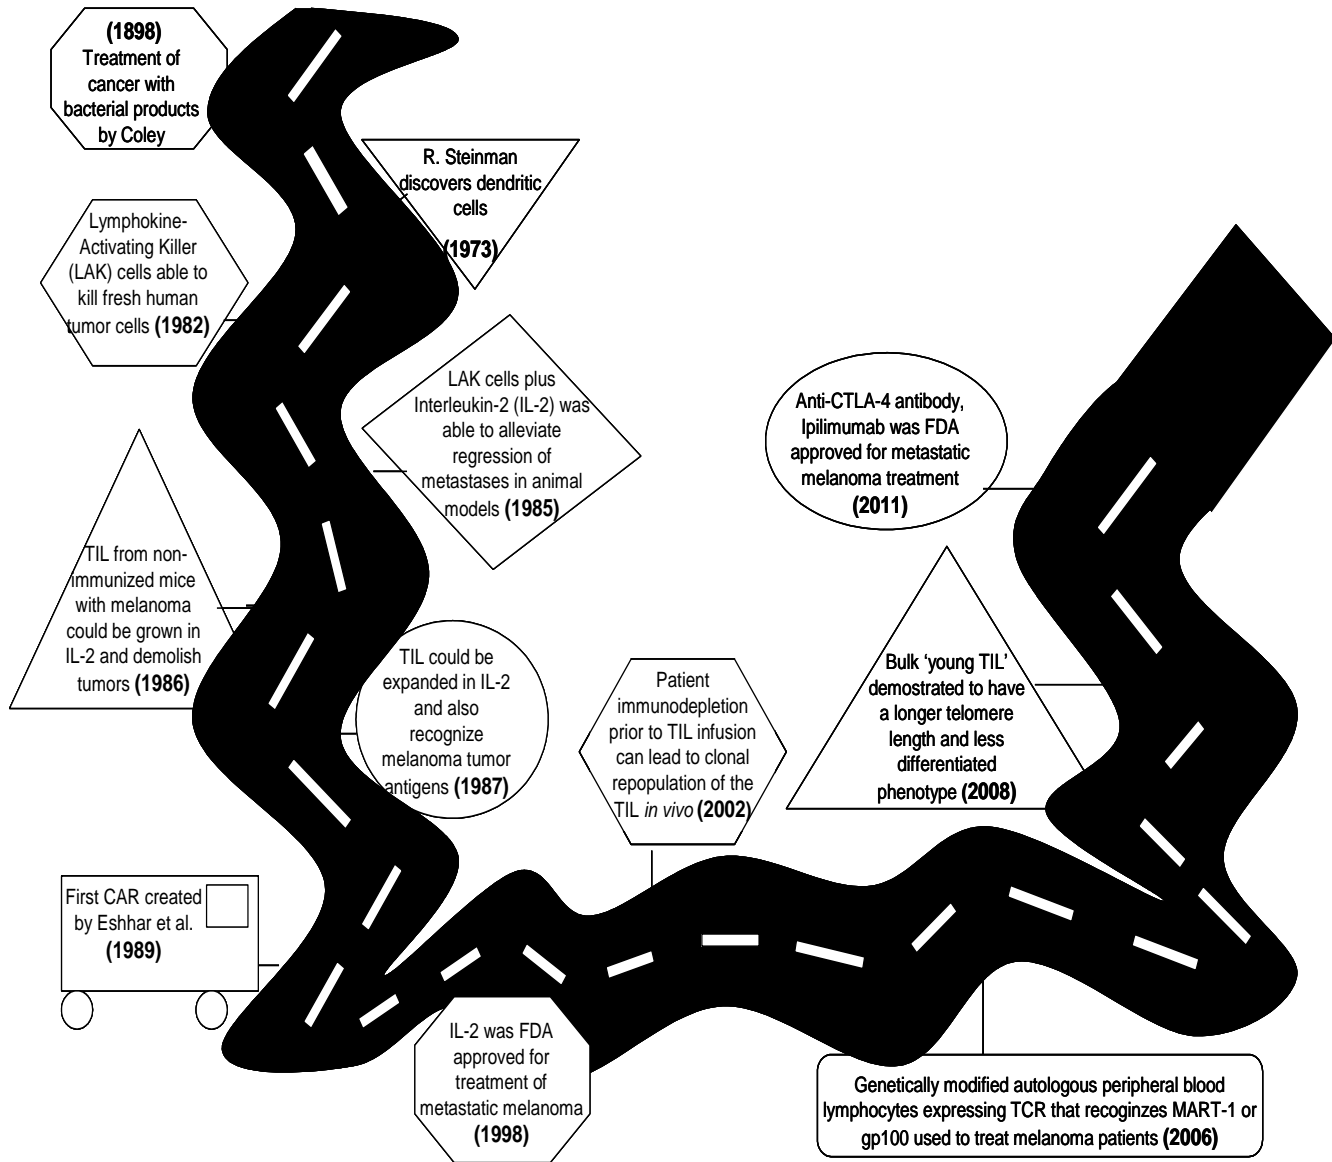 (1898)
Treatment of
cancer with
bacterial products
by Coley
R. Steinman
discovers dendritic
cells
(1973)
Lymphokine-
Activating Killer
(LAK) cells able to
kill fresh human
tumor cells (1982)
LAK cells plus
Interleukin-2 (IL-2) was
able to alleviate
regression of
metastases in animal
models (1985)
TIL from non-
immunized mice
with melanoma
could be grown in
IL-2 and demolish
tumors (1986)
TIL could be
expanded in IL-2
and also
recognize
melanoma tumor
antigens (1987)
First CAR created
by Eshhar et al.
(1989)
IL-2 was FDA
approved for
treatment of
metastatic melanoma
(1998)
Patient
immunodepletion
prior to TIL infusion
can lead to clonal
repopulation of the
TIL in vivo (2002)
Genetically modified autologous peripheral blood
lymphocytes expressing TCR that recoginzes MART-1 or
gp100 used to treat melanoma patients (2006)
Bulk ‘young TIL’
demostrated to have
a longer telomere
length and less
differentiated
phenotype (2008)
Anti-CTLA-4 antibody,
Ipilimumab was FDA
approved for metastatic
melanoma treatment
(2011)